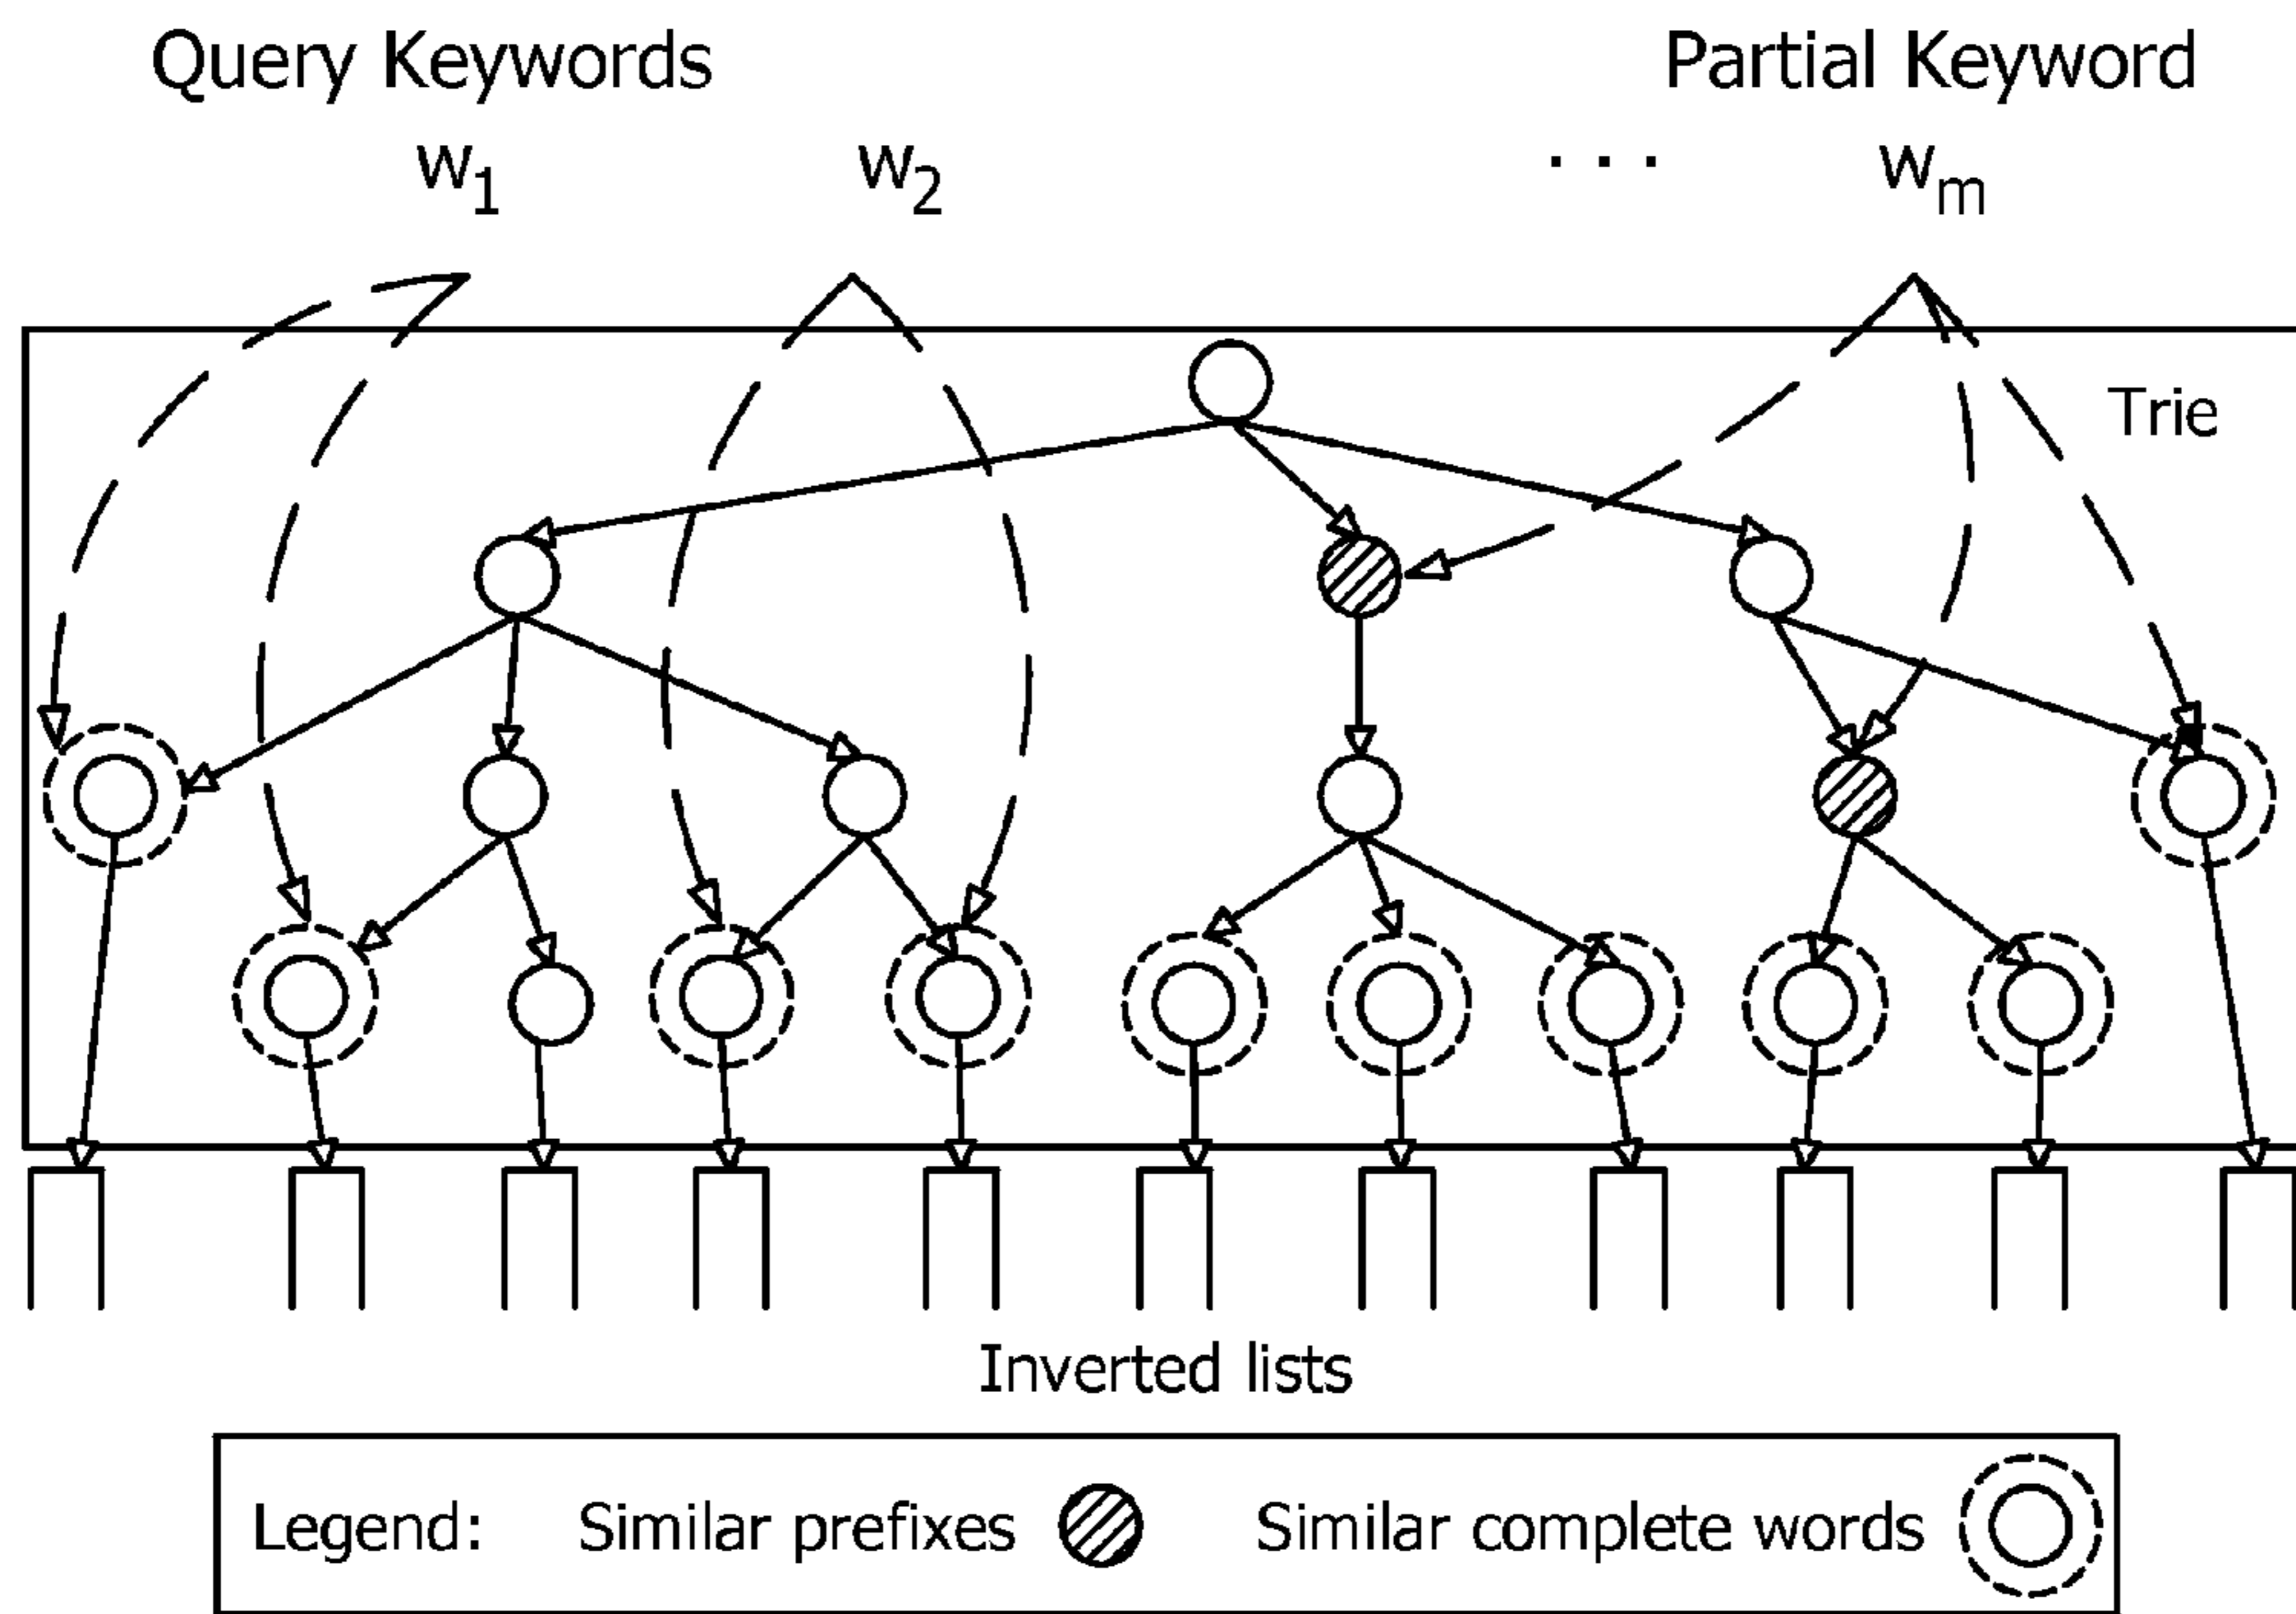 Query Keywords Partial Keyword
w1 w2 ... wm
Trie
Inverted lists
Legend: Similar prefixes Similar complete words